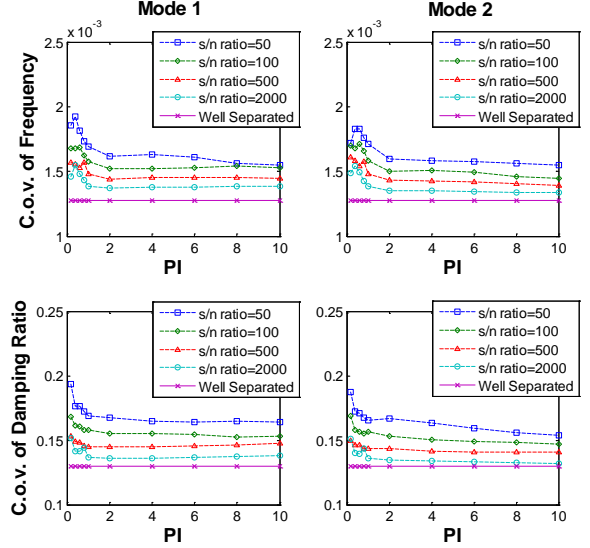 Mode 1
Mode 2
x 10⁻³
x 10⁻³
C.o.v. of Frequency
2.5
2
1.5
1
s/n ratio=50
s/n ratio=100
s/n ratio=500
s/n ratio=2000
Well Separated
0 2 4 6 8 10
PI
2.5
2
1.5
1
s/n ratio=50
s/n ratio=100
s/n ratio=500
s/n ratio=2000
Well Separated
0 2 4 6 8 10
PI
C.o.v. of Damping Ratio
0.25
0.2
0.15
0.1
s/n ratio=50
s/n ratio=100
s/n ratio=500
s/n ratio=2000
Well Separated
0 2 4 6 8 10
PI
0.25
0.2
0.15
0.1
s/n ratio=50
s/n ratio=100
s/n ratio=500
s/n ratio=2000
Well Separated
0 2 4 6 8 10
PI